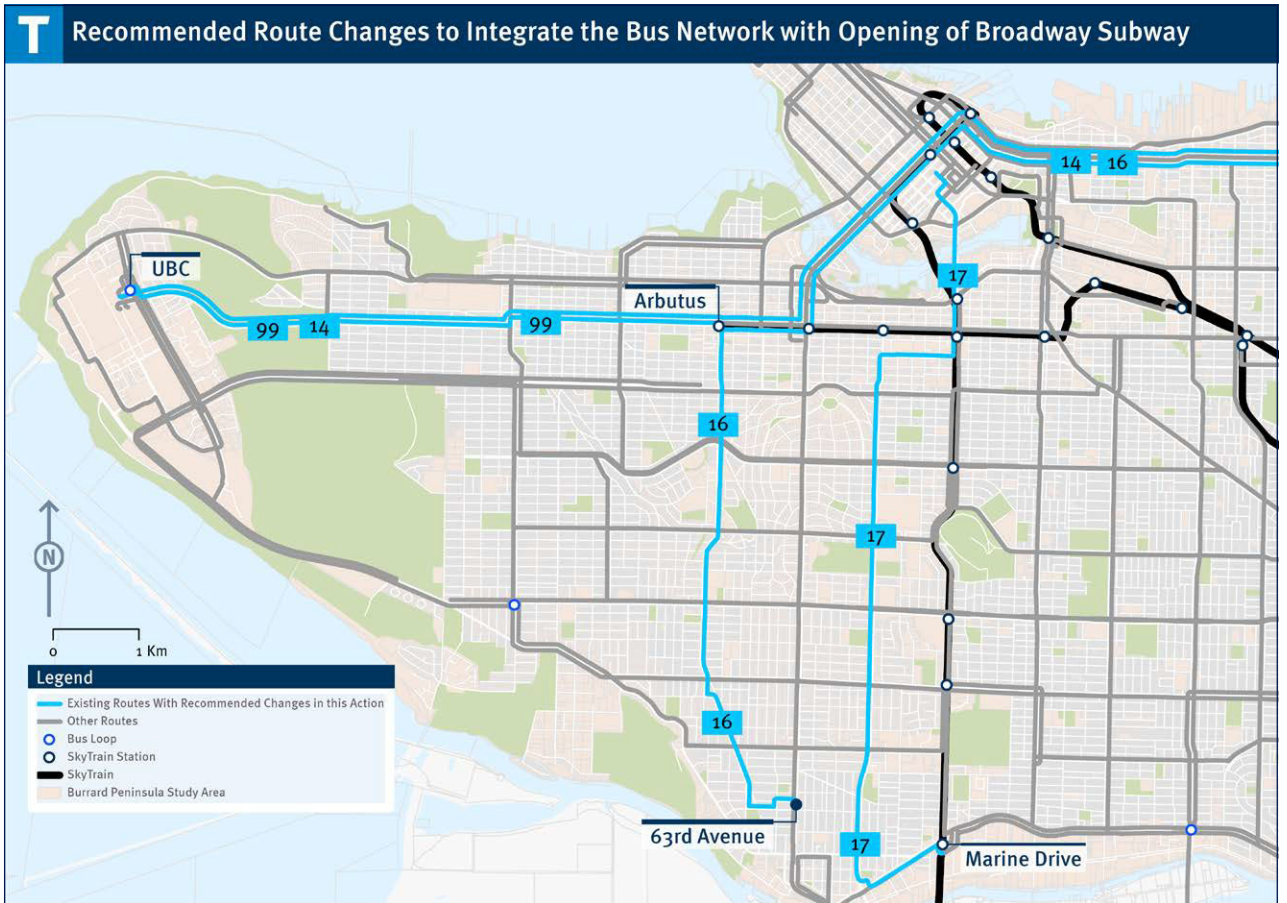 T Recommended Route Changes to Integrate the Bus Network with Opening of Broadway Subway
14 16
UBC
17
Arbutus
99 14 99
16
17
N
0 1 Km
Legend
Existing Routes With Recommended Changes in this Action
Other Routes
Bus Loop
SkyTrain Station
SkyTrain
Burrard Peninsula Study Area
16
63rd Avenue
17
Marine Drive